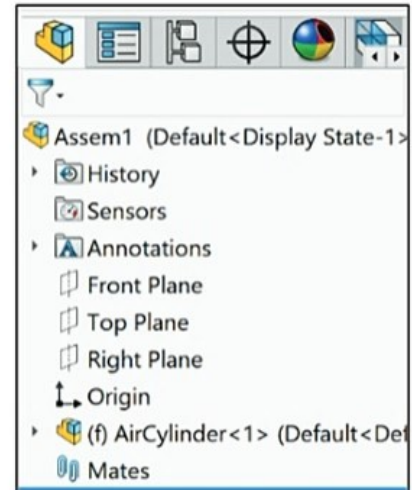 Assem1 (Default<Display State-1>
History
Sensors
Annotations
Front Plane
Top Plane
Right Plane
Origin
(f) AirCylinder<1> (Default<Def
Mates